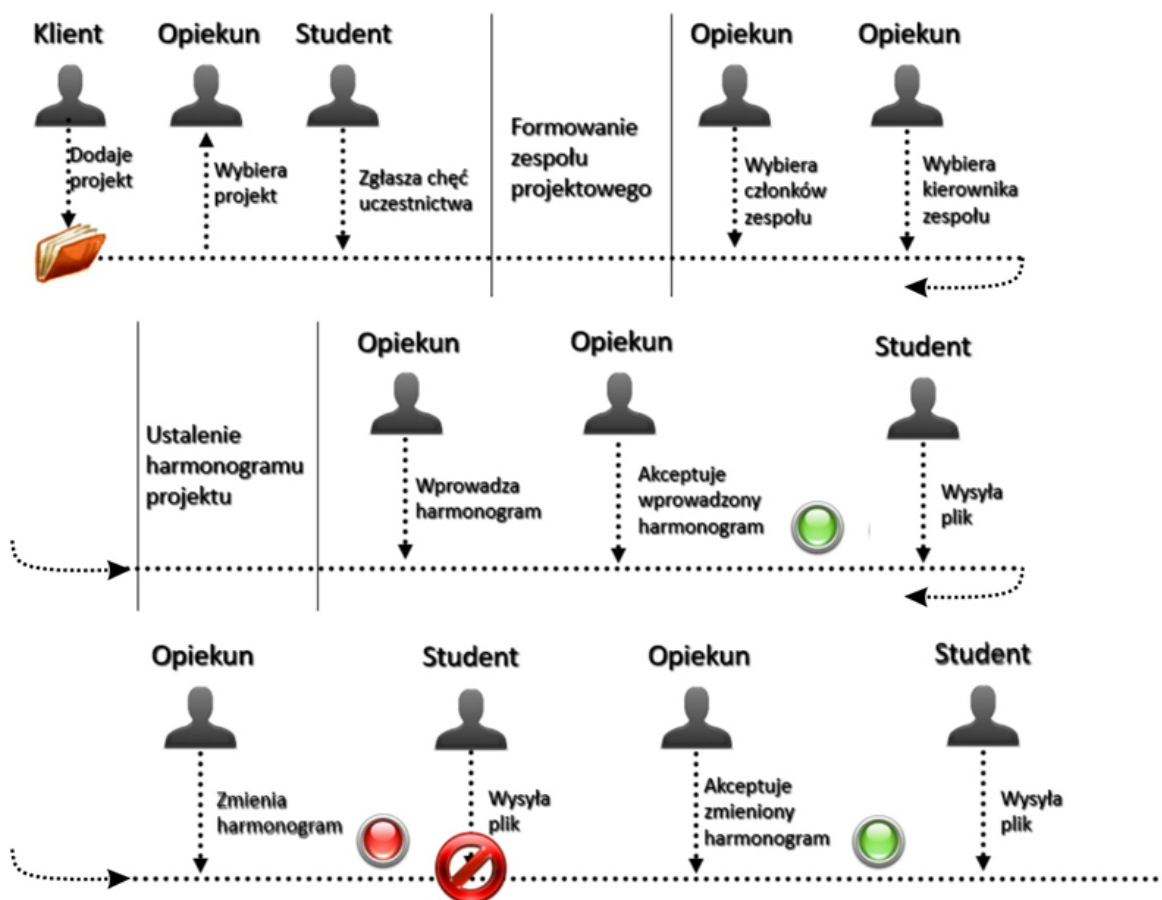 Klient
Opiekun
Student
Opiekun
Opiekun
Dodaje
projekt
Wybiera
projekt
Zgłasza chęć
uczestnictwa
Formowanie
zespołu
projektowego
Wybiera
członków
zespołu
Wybiera
kierownika
zespołu
Opiekun
Opiekun
Student
Ustalenie
harmonogramu
projektu
Wprowadza
harmonogram
Akceptuje
wprowadzony
harmonogram
Wysyła
plik
Opiekun
Student
Opiekun
Student
Zmienia
harmonogram
Wysyła
plik
Akceptuje
zmieniony
harmonogram
Wysyła
plik